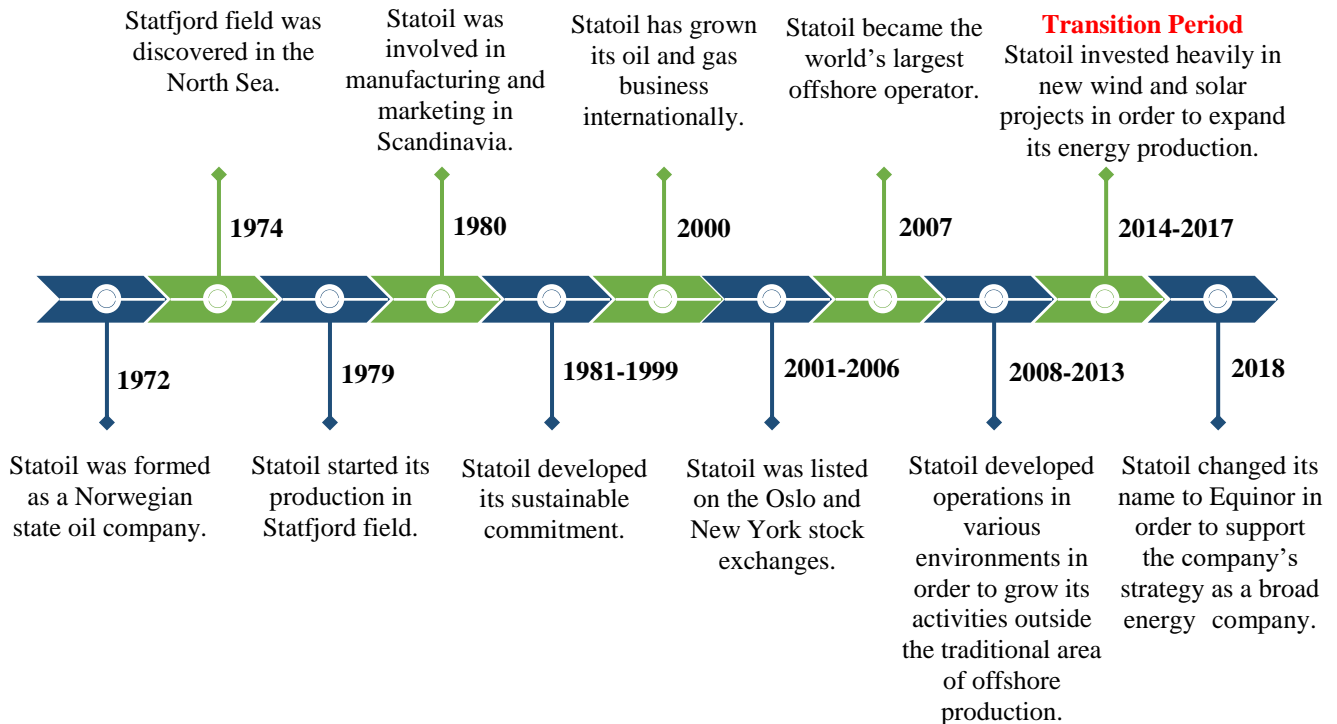 Statfjord field was
discovered in the
North Sea.
Statoil was
involved in
manufacturing and
marketing in
Scandinavia.
Statoil has grown
its oil and gas
business
internationally.
Statoil became the
world’s largest
offshore operator.
Transition Period
Statoil invested heavily in
new wind and solar
projects in order to expand
its energy production.
1974
1980
2000
2007
2014-2017
1972
1979
1981-1999
2001-2006
2008-2013
2018
Statoil was formed
as a Norwegian
state oil company.
Statoil started its
production in
Statfjord field.
Statoil developed
its sustainable
commitment.
Statoil was listed
on the Oslo and
New York stock
exchanges.
Statoil developed
operations in
various
environments in
order to grow its
activities outside
the traditional area
of offshore
production.
Statoil changed its
name to Equinor in
order to support
the company’s
strategy as a broad
energy company.